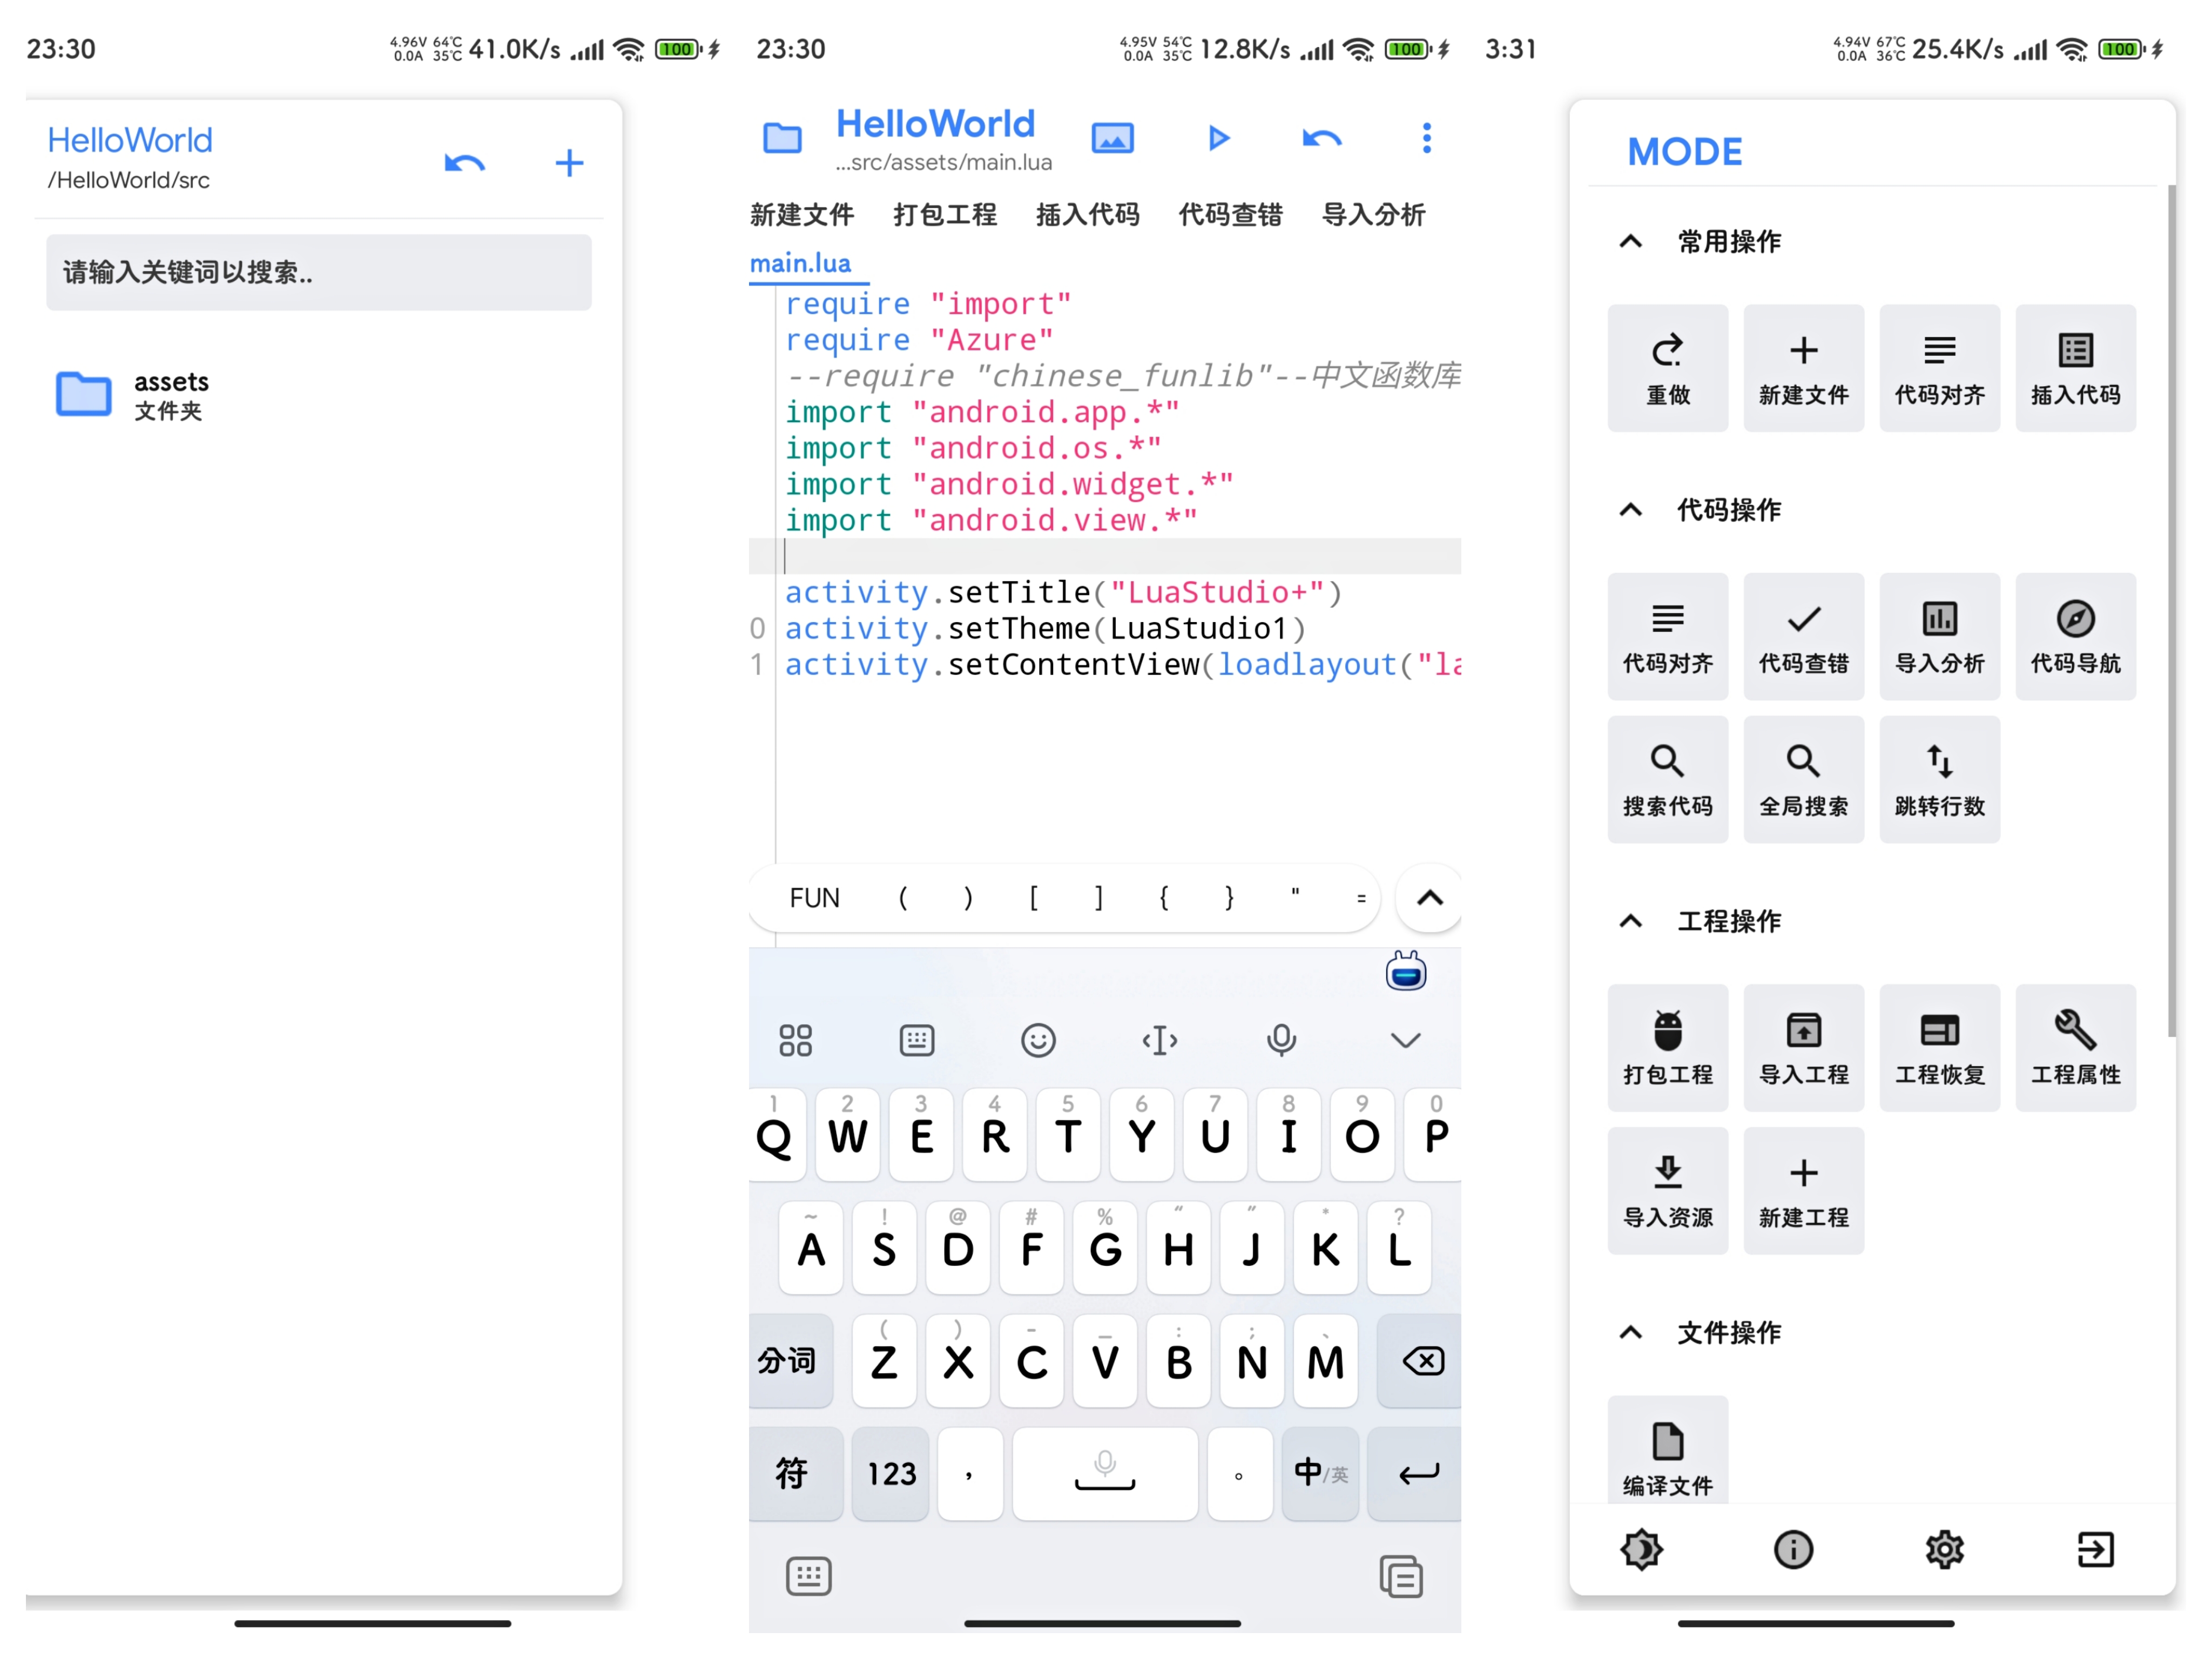 23:30
4.96V 64℃
0.0A 35℃
41.0K/s
100
HelloWorld
/HelloWorld/src
请输入关键词以搜索..
assets
文件夹
23:30
4.95V 54℃
0.0A 35℃
12.8K/s
100
HelloWorld
...src/assets/main.lua
新建文件 打包工程 插入代码 代码查错 导入分析
main.lua
require "import"
require "Azure"
--require "chinese_funlib"--中文函数库
import "android.app.*"
import "android.os.*"
import "android.widget.*"
import "android.view.*"
activity.setTitle("LuaStudio+")
0 activity.setTheme(LuaStudio1)
1 activity.setContentView(loadlayout("la
FUN ( ) [ ] { } " =
1 2 3 4 5 6 7 8 9 0
Q W E R T Y U I O P
~ ! @ # % “ ” * ?
A S D F G H J K L
( ) - _ : ; 、
分词 Z X C V B N M
符 123 ， 。 中/英
3:31
4.94V 67℃
0.0A 36℃
25.4K/s
100
MODE
常用操作
重做 新建文件 代码对齐 插入代码
代码操作
代码对齐 代码查错 导入分析 代码导航
搜索代码 全局搜索 跳转行数
工程操作
打包工程 导入工程 工程恢复 工程属性
导入资源 新建工程
文件操作
编译文件